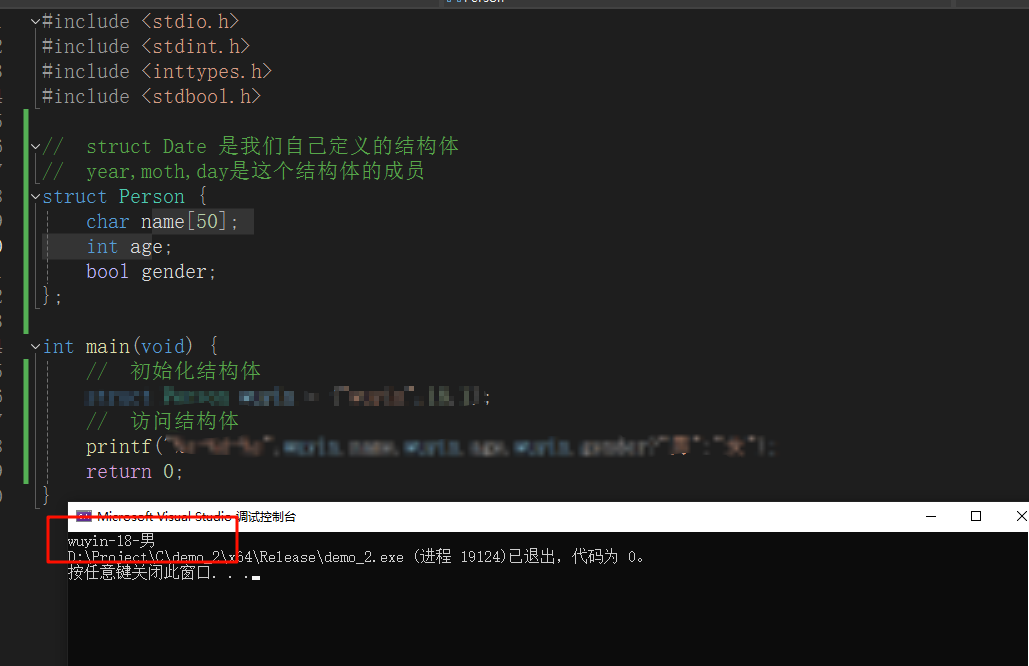 #include <stdio.h>
#include <stdint.h>
#include <inttypes.h>
#include <stdbool.h>
// struct Date 是我们自己定义的结构体
// year,moth,day是这个结构体的成员
struct Person {
char name[50];
int age;
bool gender;
};
int main(void) {
// 初始化结构体
// 访问结构体
printf("
return 0;
}
Microsoft Visual Studio 调试控制台
wuyin-18-男
D:\Project\C\demo_2\x64\Release\demo_2.exe (进程 19124)已退出，代码为 0。
按任意键关闭此窗口. . .